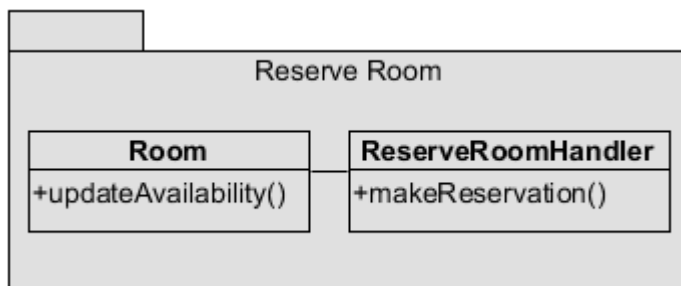 Reserve Room
Room
ReserveRoomHandler
+updateAvailability()
+makeReservation()